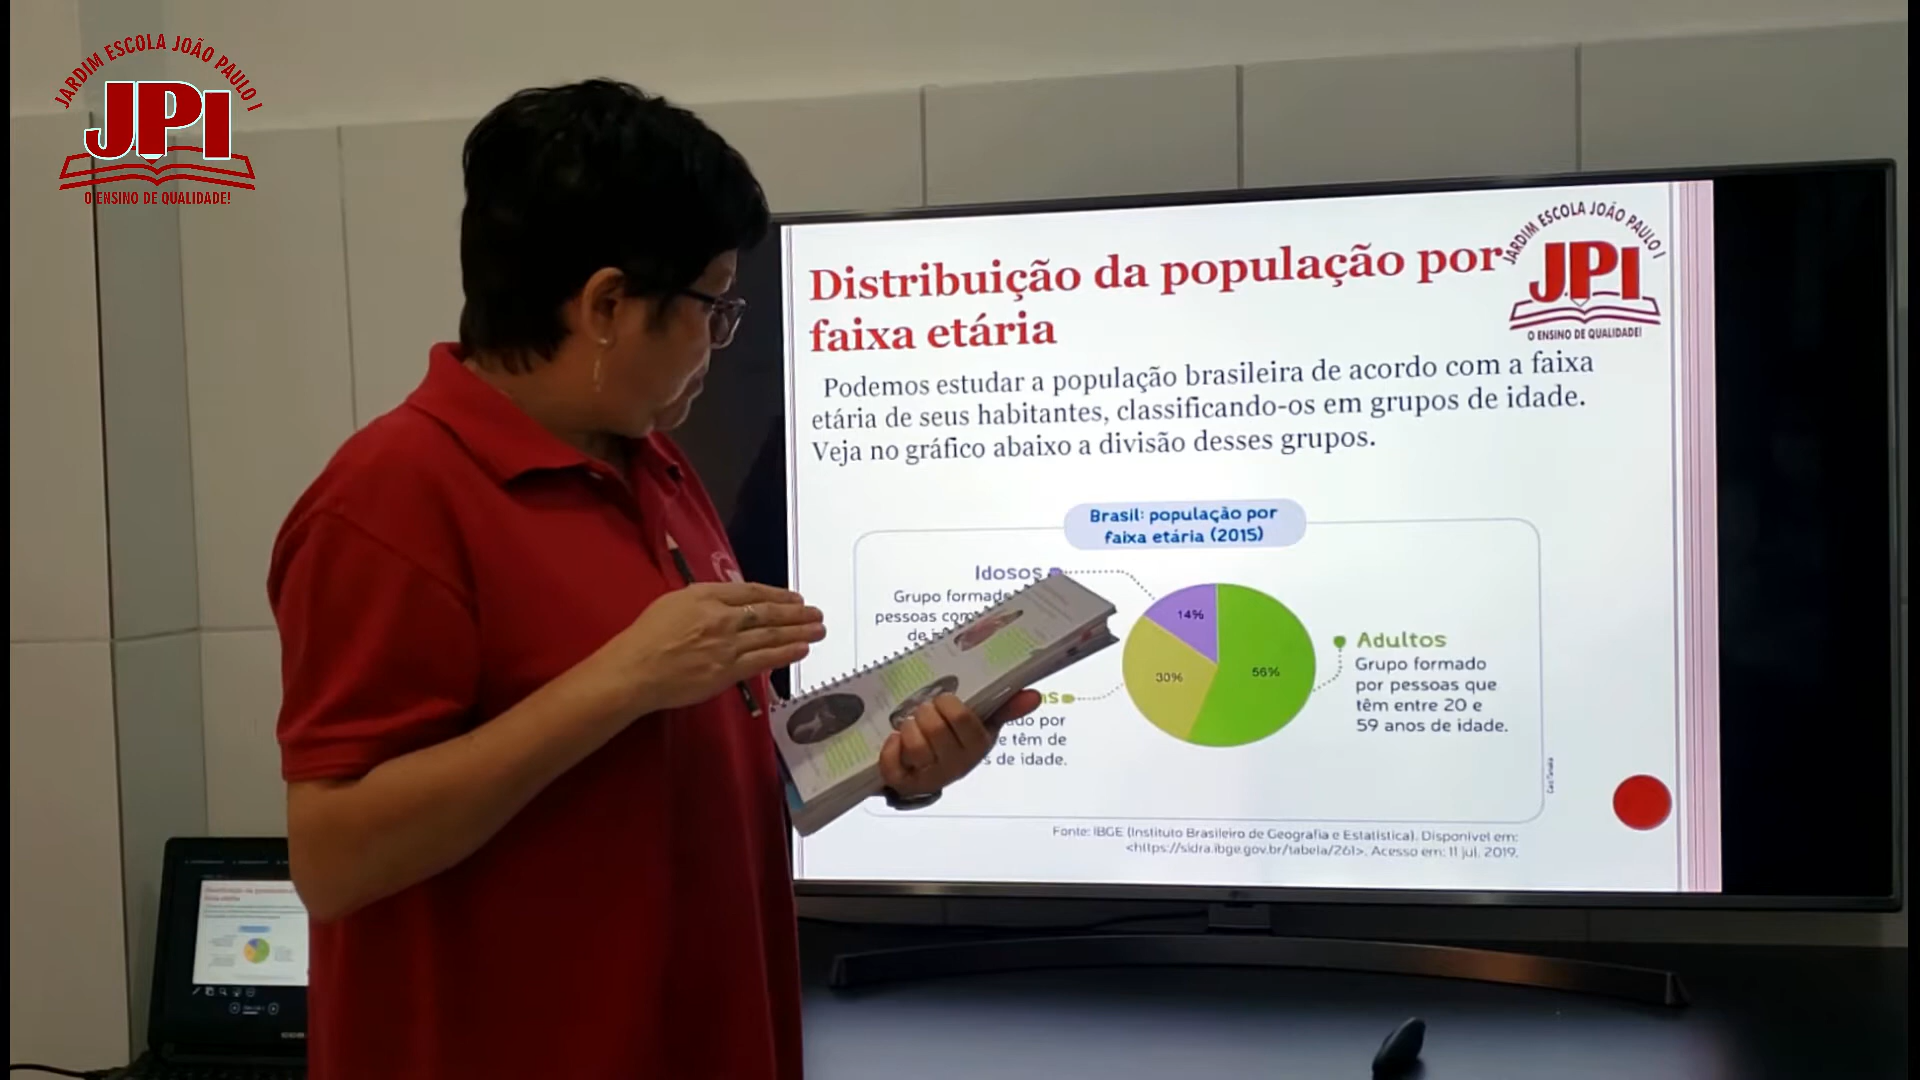 JARDIM ESCOLA JOÃO PAULO I
JPI
O ENSINO DE QUALIDADE!
Distribuição da população por
faixa etária
JARDIM ESCOLA JOÃO PAULO I
JPI
O ENSINO DE QUALIDADE!
Podemos estudar a população brasileira de acordo com a faixa
etária de seus habitantes, classificando-os em grupos de idade.
Veja no gráfico abaixo a divisão desses grupos.
Brasil: população por
faixa etária (2015)
Idosos
Grupo
pessoas
de
do por
e têm de
de idade.
14%
30%
56%
Adultos
Grupo formado
por pessoas que
têm entre 20 e
59 anos de idade.
Fonte: IBGE (Instituto Brasileiro de Geografia e Estatística). Disponível em:
<https://sidra.ibge.gov.br/tabela/261>. Acesso em: 11 jul. 2019.